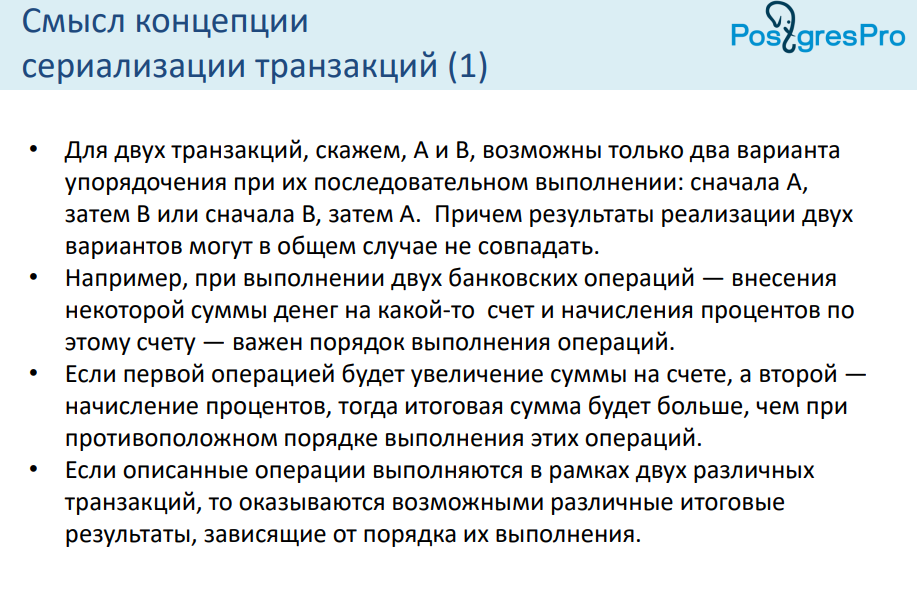 Смысл концепции
сериализации транзакций (1)
PostgresPro
• Для двух транзакций, скажем, A и B, возможны только два варианта
упорядочения при их последовательном выполнении: сначала A,
затем B или сначала B, затем A. Причем результаты реализации двух
вариантов могут в общем случае не совпадать.
• Например, при выполнении двух банковских операций — внесения
некоторой суммы денег на какой-то счет и начисления процентов по
этому счету — важен порядок выполнения операций.
• Если первой операцией будет увеличение суммы на счете, а второй —
начисление процентов, тогда итоговая сумма будет больше, чем при
противоположном порядке выполнения этих операций.
• Если описанные операции выполняются в рамках двух различных
транзакций, то оказываются возможными различные итоговые
результаты, зависящие от порядка их выполнения.